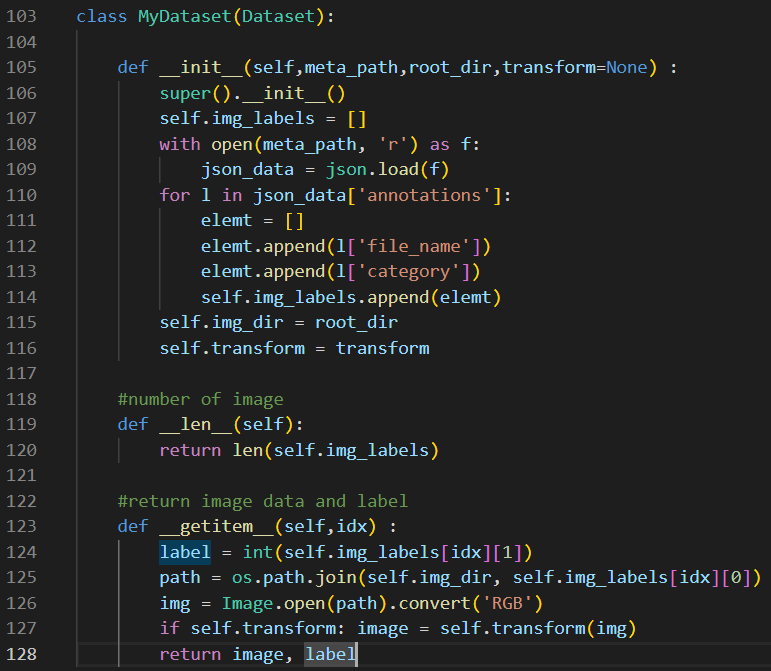 103 class MyDataset(Dataset):
104
105     def __init__(self,meta_path,root_dir,transform=None) :
106         super().__init__()
107         self.img_labels = []
108         with open(meta_path, 'r') as f:
109             json_data = json.load(f)
110         for l in json_data['annotations']:
111             elemt = []
112             elemt.append(l['file_name'])
113             elemt.append(l['category'])
114             self.img_labels.append(elemt)
115         self.img_dir = root_dir
116         self.transform = transform
117
118     #number of image
119     def __len__(self):
120         return len(self.img_labels)
121
122     #return image data and label
123     def __getitem__(self,idx) :
124         label = int(self.img_labels[idx][1])
125         path = os.path.join(self.img_dir, self.img_labels[idx][0])
126         img = Image.open(path).convert('RGB')
127         if self.transform: image = self.transform(img)
128         return image, label